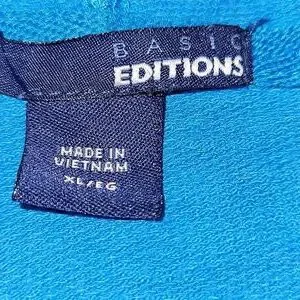 BASIC
EDITIONS
MADE IN
VIETNAM
XL/EG